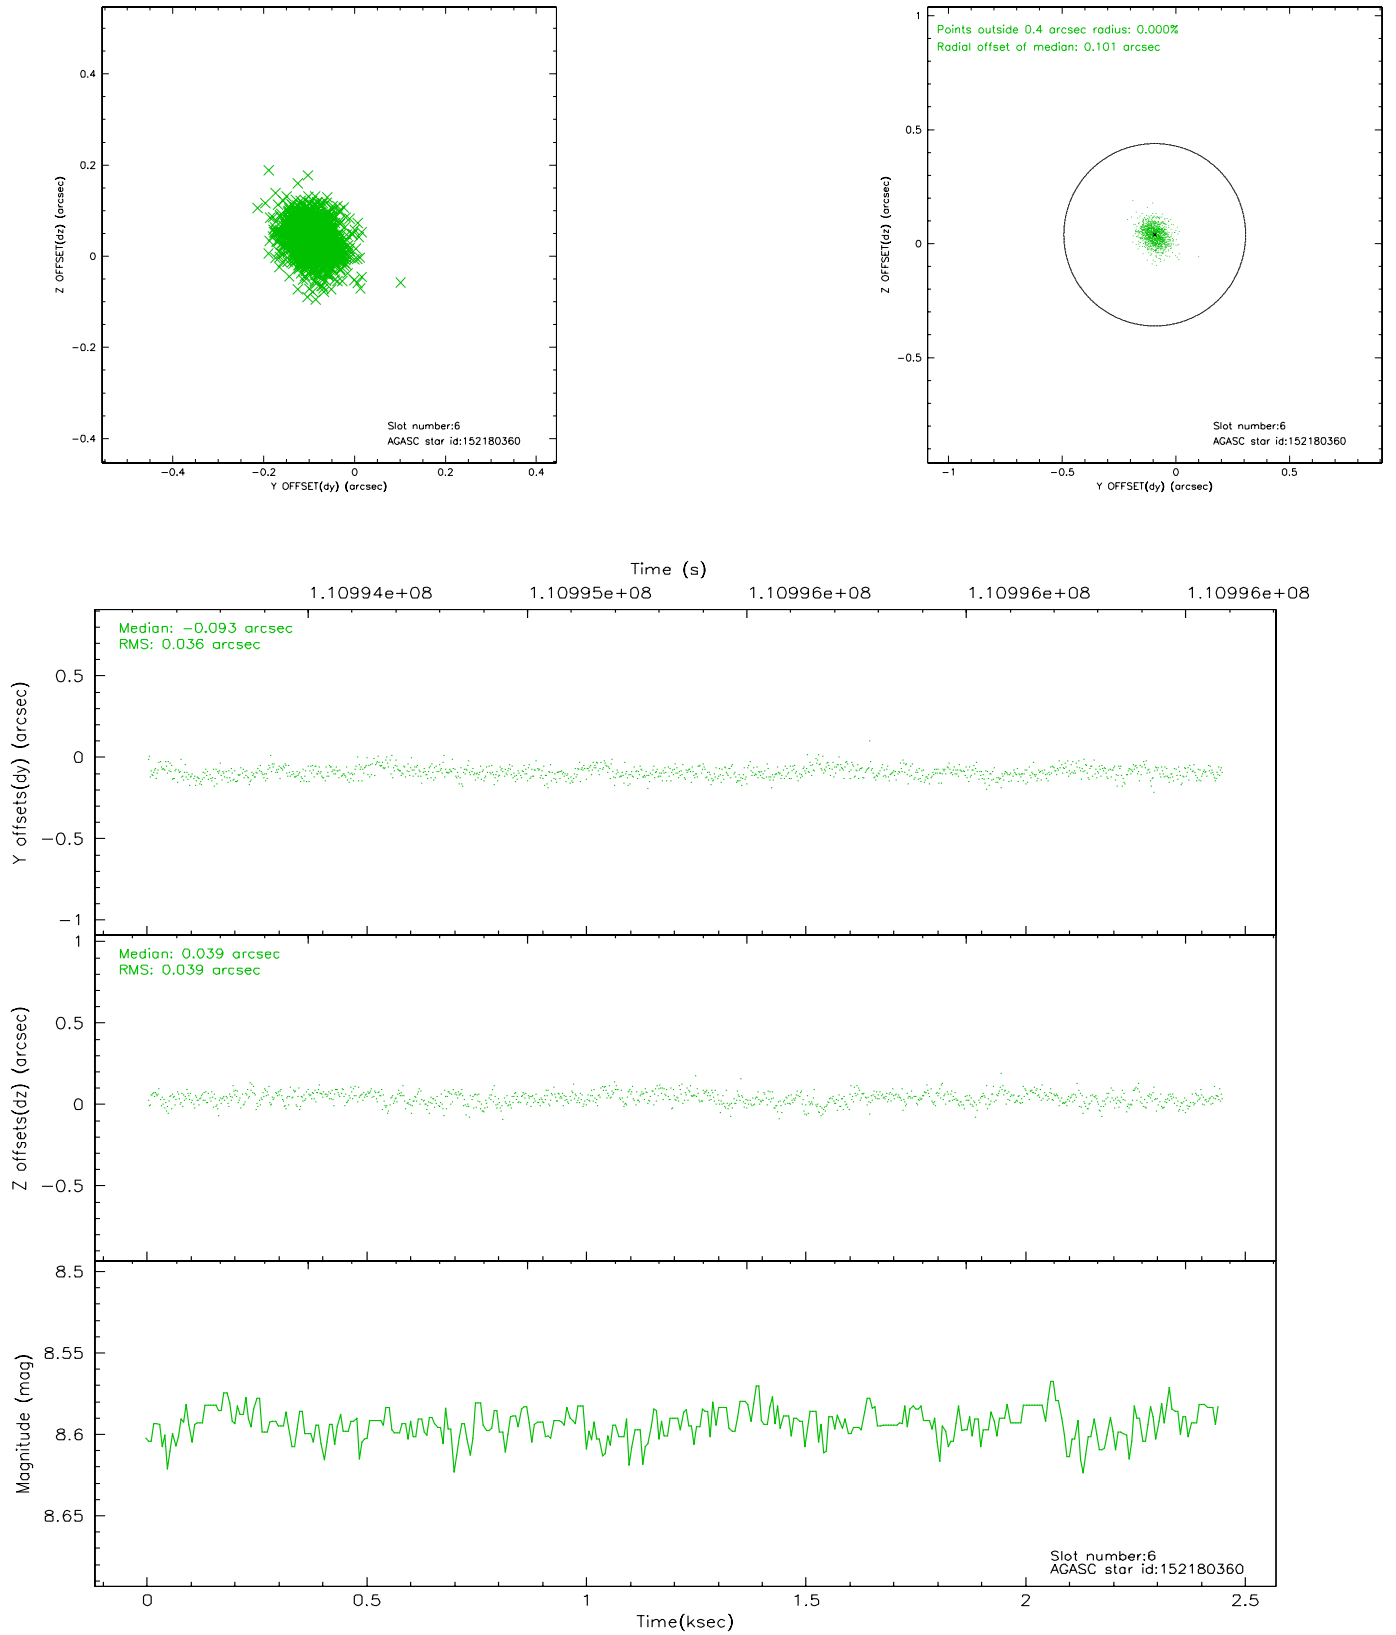 0.4
0.2
0
−0.2
−0.4
Z OFFSET(dz) (arcsec)
Slot number:6
AGASC star id:152180360
−0.4 −0.2 0 0.2 0.4
Y OFFSET(dy) (arcsec)
Points outside 0.4 arcsec radius: 0.000%
Radial offset of median: 0.101 arcsec
1
0.5
0
−0.5
Z OFFSET(dz) (arcsec)
Slot number:6
AGASC star id:152180360
−1 −0.5 0 0.5
Y OFFSET(dy) (arcsec)
Time (s)
1.10994e+08 1.10995e+08 1.10996e+08 1.10996e+08 1.10996e+08
Median: −0.093 arcsec
RMS: 0.036 arcsec
0.5
0
−0.5
−1
Y offsets(dy) (arcsec)
Median: 0.039 arcsec
RMS: 0.039 arcsec
1
0.5
0
−0.5
Z offsets(dz) (arcsec)
8.5
8.55
8.6
8.65
Magnitude (mag)
Slot number:6
AGASC star id:152180360
0 0.5 1 1.5 2 2.5
Time(ksec)